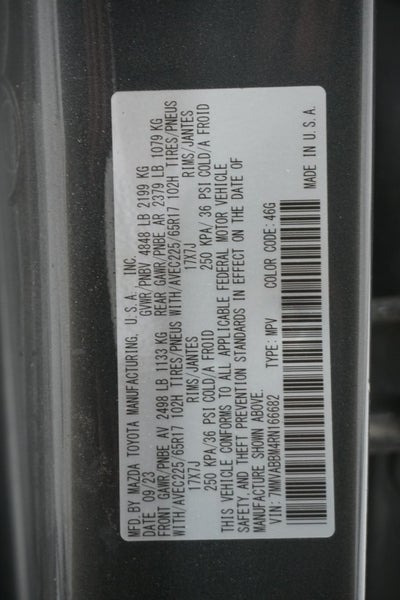 MFD.BY MAZDA TOYOTA MANUFACTURING, U.S.A., INC.
DATE 09/23 GVWR/PNBV 4848 LB 2199 KG
FRONT GAWR/PNBE AV 2498 LB 1133 KG REAR GAWR/PNBE AR 2379 LB 1079 KG
WITH/AVEC225/65R17 102H TIRES/PNEUS WITH/AVEC225/65R17 102H TIRES/PNEUS
17X7J RIMS/JANTES 17X7J RIMS/JANTES
250 KPA/ 36 PSI COLD/A FROID 250 KPA/ 36 PSI COLD/A FROID
THIS VEHICLE CONFORMS TO ALL APPLICABLE FEDERAL MOTOR VEHICLE
SAFETY,AND THEFT PREVENTION STANDARDS IN EFFECT ON THE DATE OF
MANUFACTURE SHOWN ABOVE.
VIN: 7MMVABBM4RN166682 TYPE: MPV COLOR CODE: 46G
MADE IN U.S.A.